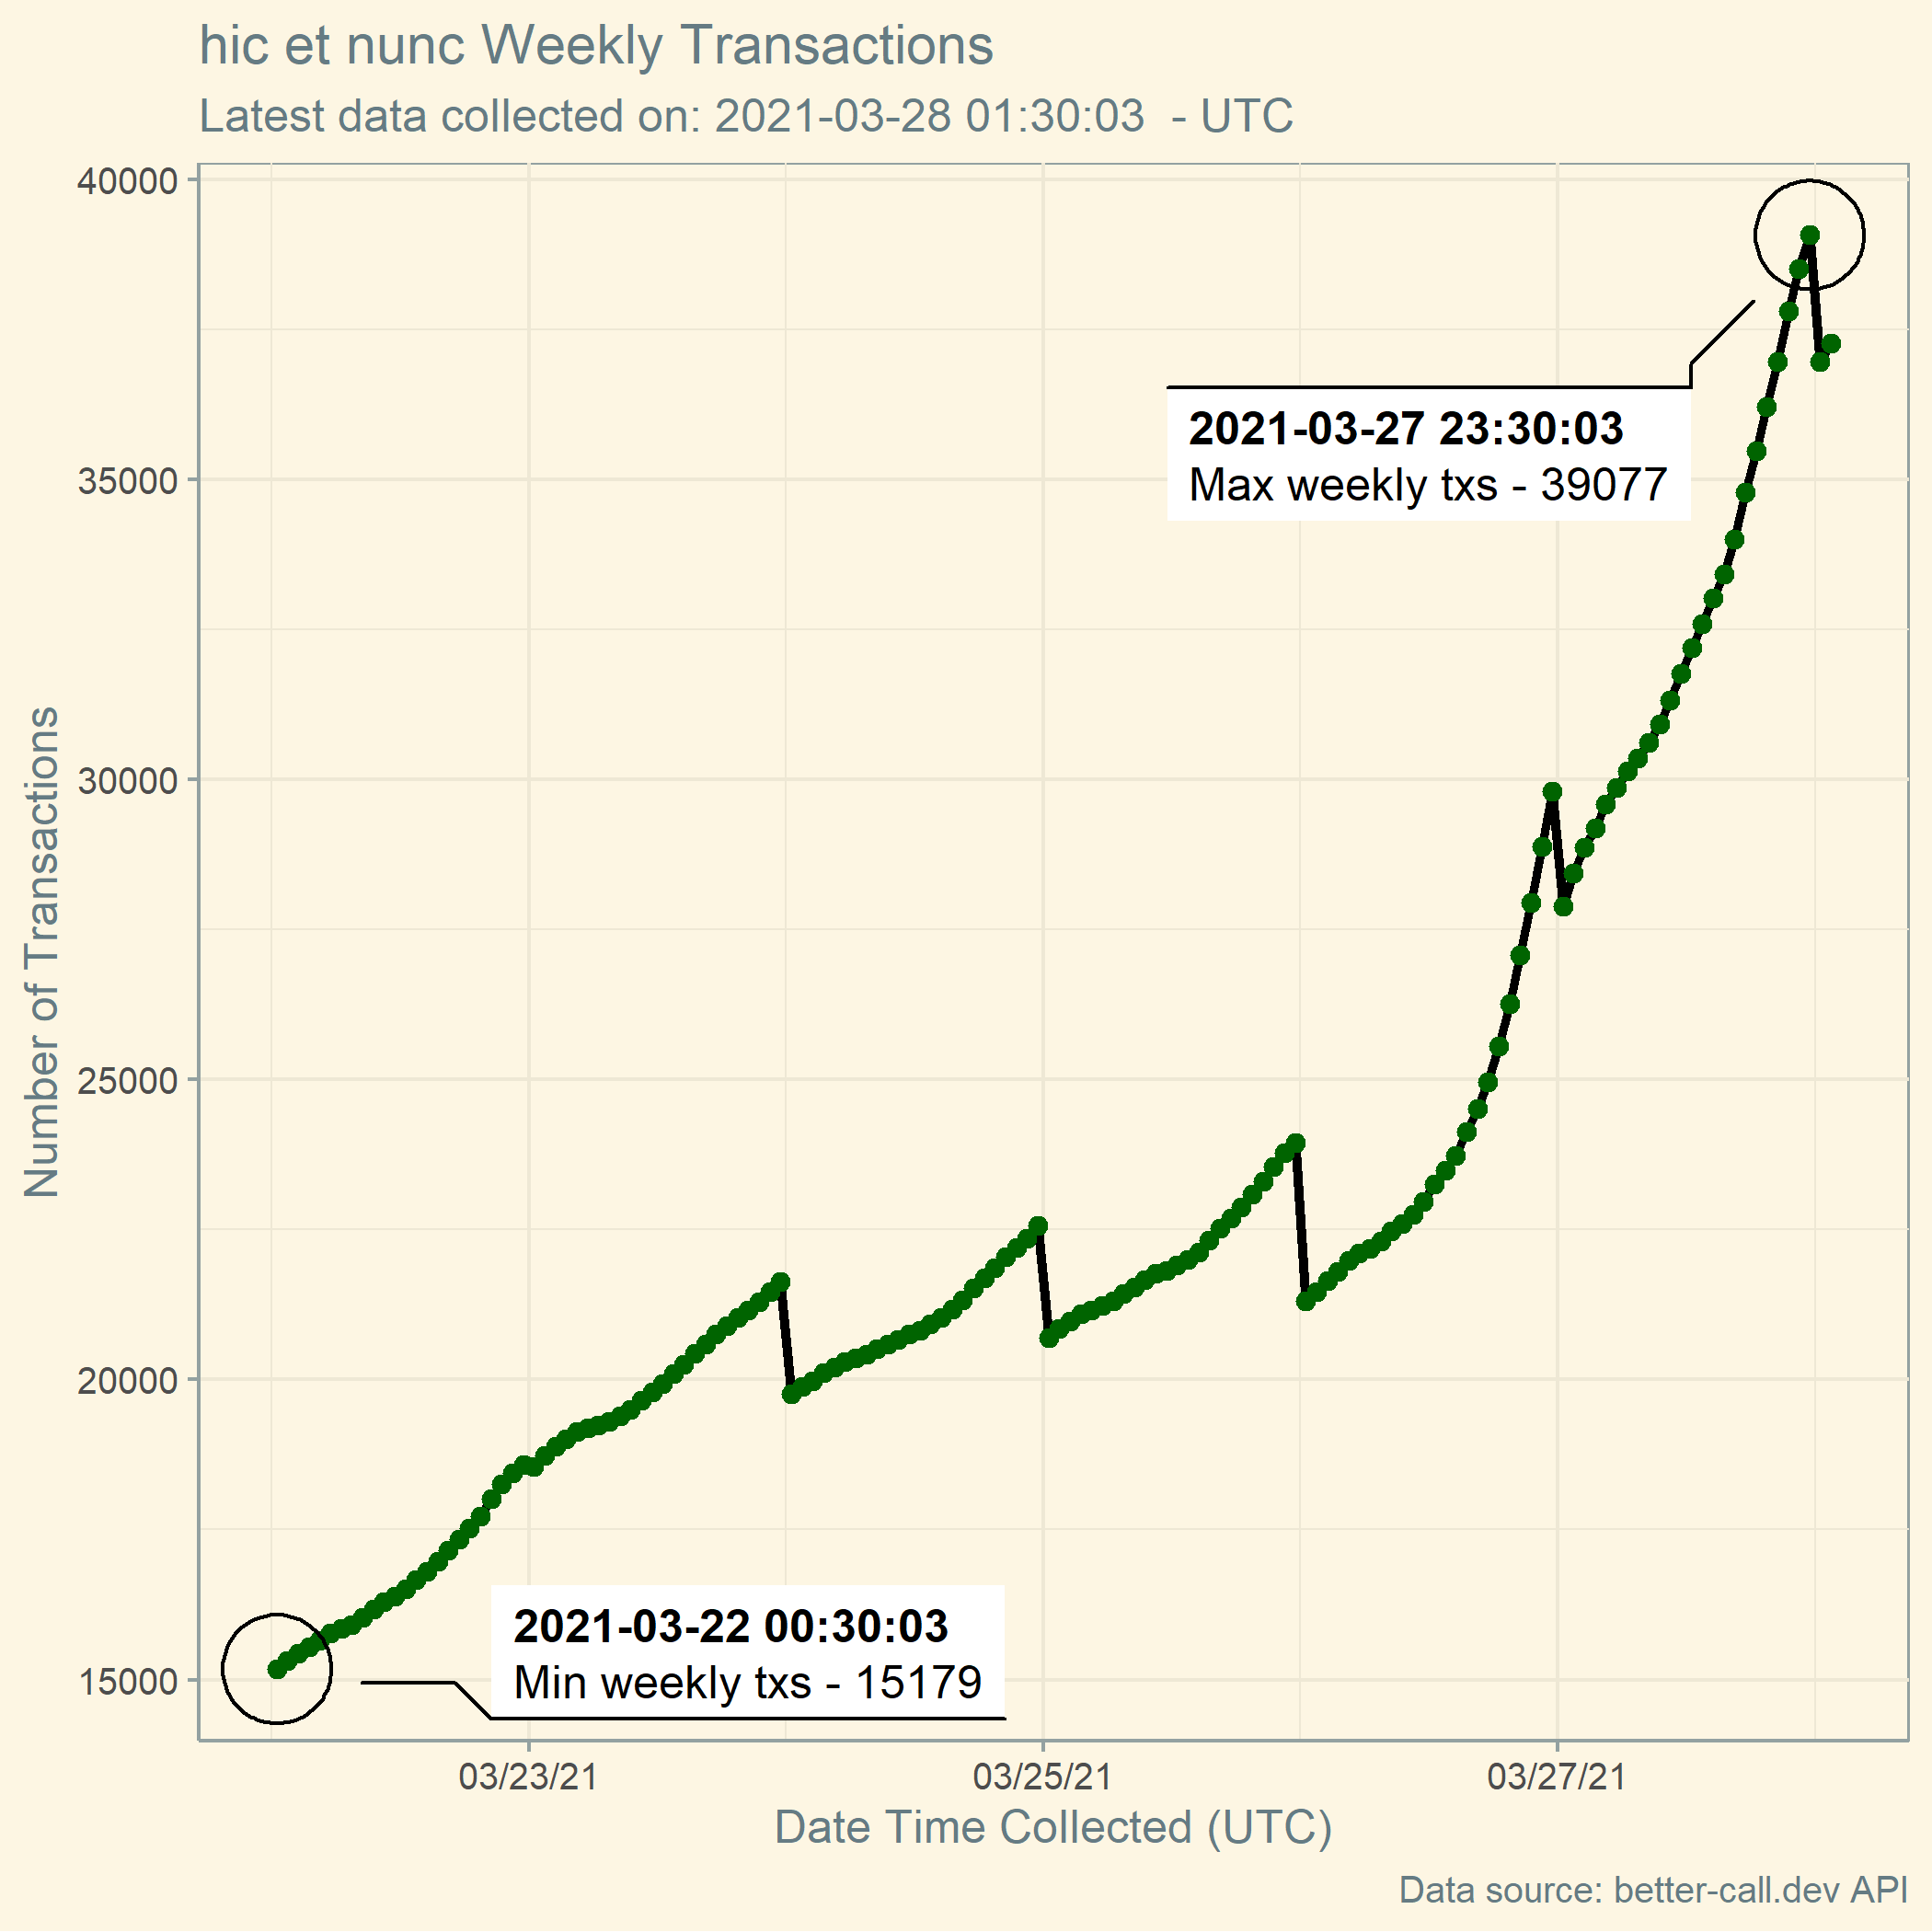 hic et nunc Weekly Transactions
Latest data collected on: 2021-03-28 01:30:03  - UTC
Number of Transactions
40000
35000
30000
25000
20000
15000
2021-03-27 23:30:03
Max weekly txs - 39077
2021-03-22 00:30:03
Min weekly txs - 15179
03/23/21
03/25/21
03/27/21
Date Time Collected (UTC)
Data source: better-call.dev API